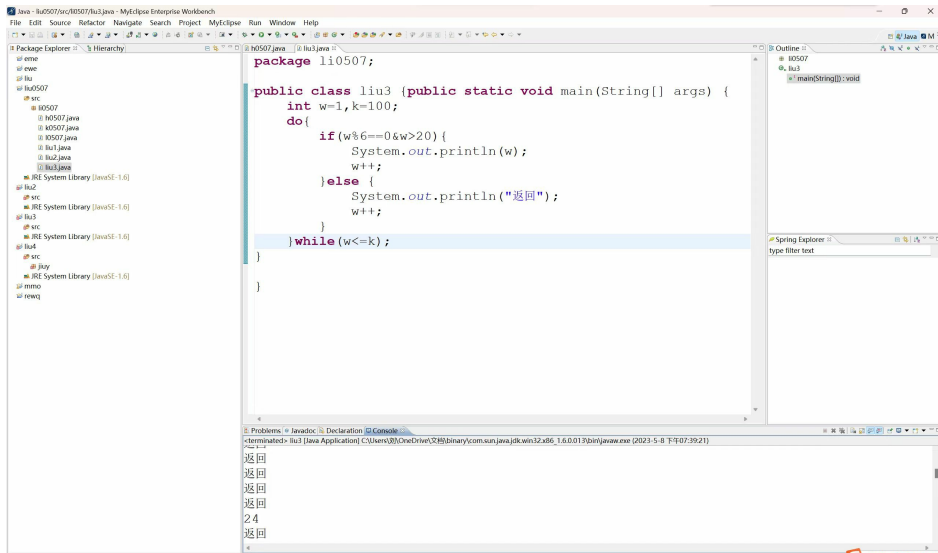 Java - liu0507/src/li0507/liu3.java - MyEclipse Enterprise Workbench
File Edit Source Refactor Navigate Search Project MyEclipse Run Window Help
Java M
Package Explorer Hierarchy
eme
ewe
liu
liu0507
src
li0507
h0507.java
k0507.java
l0507.java
liu1.java
liu2.java
liu3.java
JRE System Library [JavaSE-1.6]
liu2
src
JRE System Library [JavaSE-1.6]
liu3
src
JRE System Library [JavaSE-1.6]
liu4
src
jiuy
JRE System Library [JavaSE-1.6]
mmo
rewq
h0507.java liu3.java
package li0507;
public class liu3 {public static void main(String[] args) {
int w=1,k=100;
do{
if(w%6==0&w>20){
System.out.println(w);
w++;
}else {
System.out.println("返回");
w++;
}
}while(w<=k);
}
}
Outline
li0507
liu3
main(String[]) : void
Spring Explorer
type filter text
Problems Javadoc Declaration Console
<terminated> liu3 [Java Application] C:\Users\刘\OneDrive\文档\binary\com.sun.java.jdk.win32.x86_1.6.0.013\bin\javaw.exe (2023-5-8 下午07:39:21)
返回
返回
返回
返回
24
返回